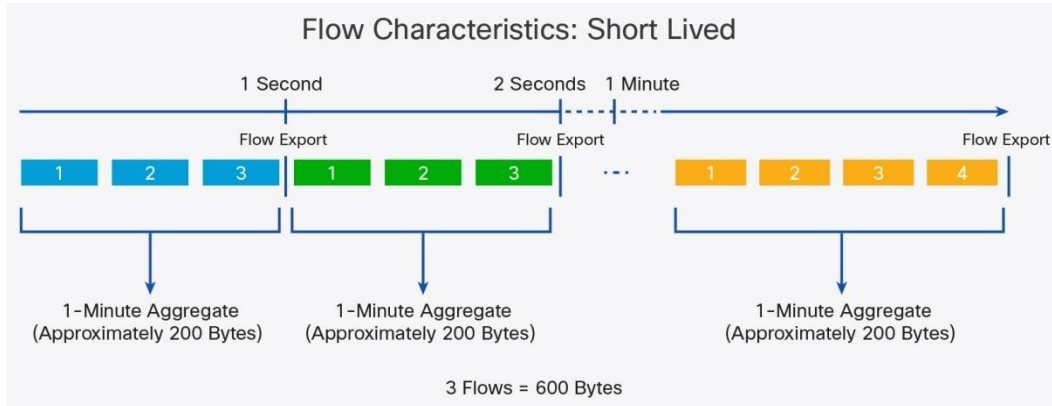 Flow Characteristics: Short Lived
1 Second
2 Seconds
1 Minute
Flow Export
Flow Export
Flow Export
1 2 3 1 2 3 1 2 3 4
1-Minute Aggregate
(Approximately 200 Bytes)
1-Minute Aggregate
(Approximately 200 Bytes)
1-Minute Aggregate
(Approximately 200 Bytes)
3 Flows = 600 Bytes